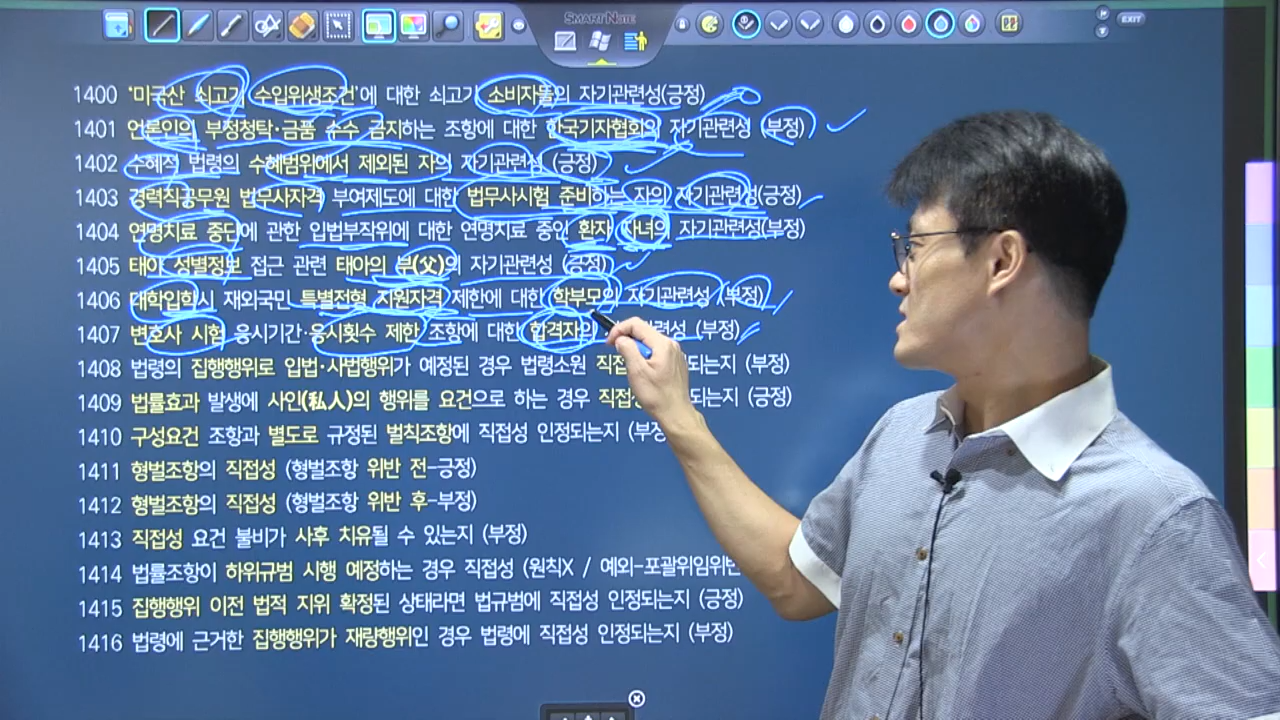 SMART NOTE
EXIT
1400 '미국산 쇠고기 수입위생조건'에 대한 쇠고기 소비자들의 자기관련성(긍정)
1401 언론인의 부정청탁·금품 수수 금지하는 조항에 대한 한국기자협회의 자기관련성 (부정)
1402 수혜적 법령의 수혜범위에서 제외된 자의 자기관련성 (긍정)
1403 경력직공무원 법무사자격 부여제도에 대한 법무사시험 준비하는 자의 자기관련성(긍정)
1404 연명치료 중단에 관한 입법부작위에 대한 연명치료 중인 환자 자녀의 자기관련성(부정)
1405 태아 성별정보 접근 관련 태아의 부(父)의 자기관련성 (긍정)
1406 대학입학시 재외국민 특별전형 지원자격 제한에 대한 학부모의 자기관련성 (부정)
1407 변호사 시험 응시기간·응시횟수 제한 조항에 대한 합격자의 련성 (부정)
1408 법령의 집행행위로 입법·사법행위가 예정된 경우 법령소원 직접 되는지 (부정)
1409 법률효과 발생에 사인(私人)의 행위를 요건으로 하는 경우 직접 되는지 (긍정)
1410 구성요건 조항과 별도로 규정된 벌칙조항에 직접성 인정되는지 (부정
1411 형벌조항의 직접성 (형벌조항 위반 전-긍정)
1412 형벌조항의 직접성 (형벌조항 위반 후-부정)
1413 직접성 요건 불비가 사후 치유될 수 있는지 (부정)
1414 법률조항이 하위규범 시행 예정하는 경우 직접성 (원칙X / 예외-포괄위임위반
1415 집행행위 이전 법적 지위 확정된 상태라면 법규범에 직접성 인정되는지 (긍정)
1416 법령에 근거한 집행행위가 재량행위인 경우 법령에 직접성 인정되는지 (부정)